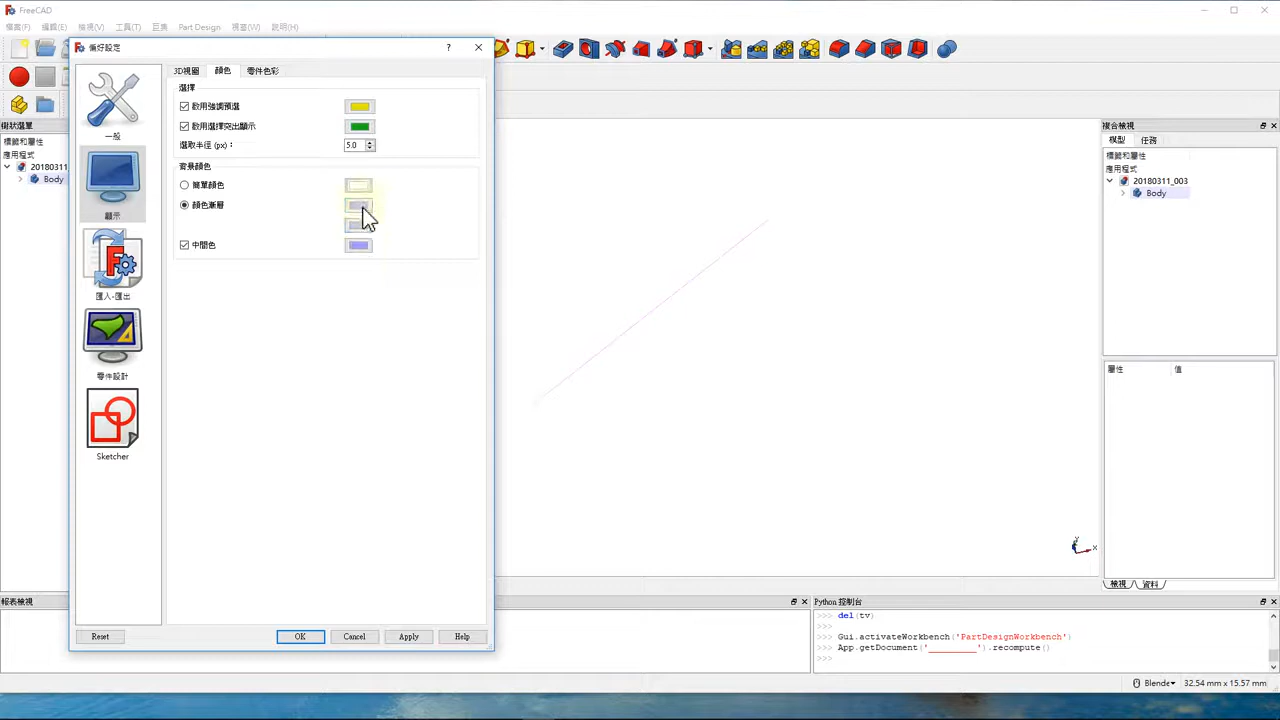 FreeCAD
檔案(F) 編輯(E) 檢視(V) 工具(T) 巨集 Part Design 視窗(W) 說明(H)
偏好設定
?
3D視圖 顏色 零件色彩
選擇
啟用強調預選
啟用選擇突出顯示
選取半徑 (px)：
5.0
背景顏色
簡單顏色
顏色漸層
中間色
一般
顯示
匯入-匯出
零件設計
Sketcher
Reset
OK
Cancel
Apply
Help
樹狀選單
標籤和屬性
應用程式
20180311
Body
複合檢視
模型 任務
標籤和屬性
應用程式
20180311_003
Body
屬性 值
檢視 資料
Y
X
報表檢視
Python 控制台
>>> del(tv)
>>>
>>> Gui.activateWorkbench('PartDesignWorkbench')
>>> App.getDocument('_________').recompute()
>>>
Blende
32.54 mm x 15.57 mm